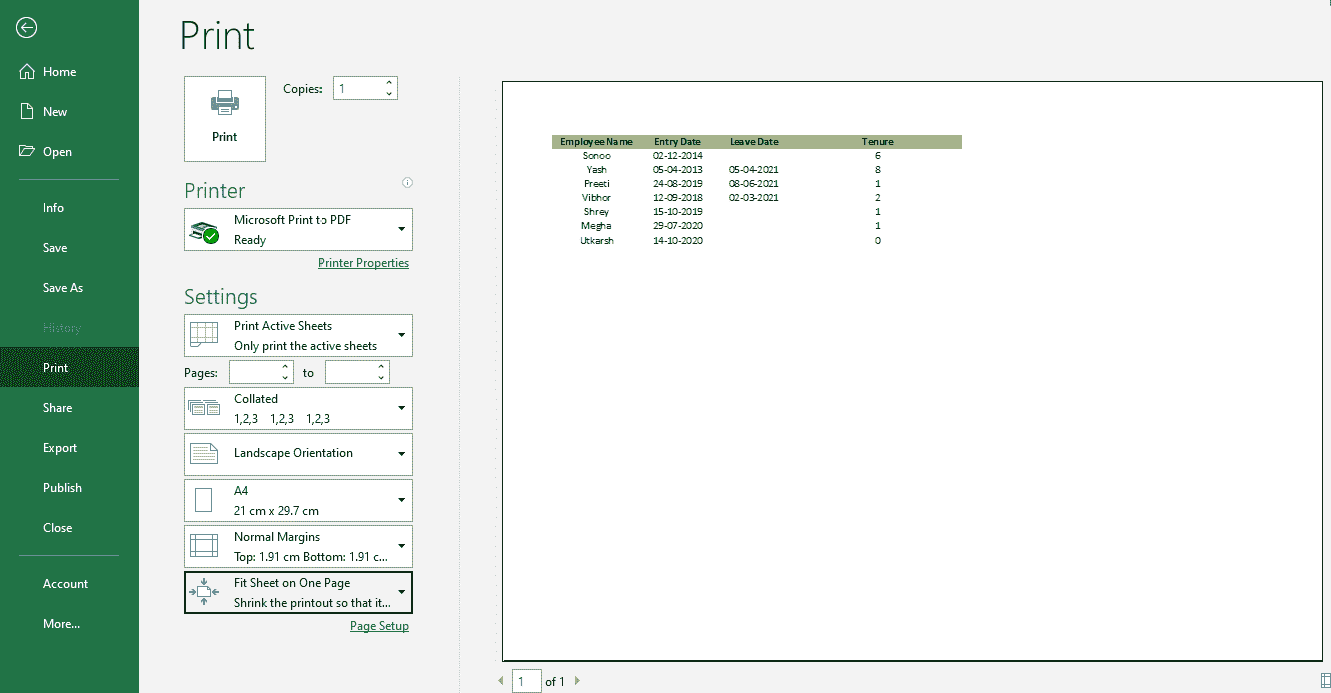 Print
Home
New
Open
Info
Save
Save As
History
Print
Share
Export
Publish
Close
Account
More...
Print
Copies: 1
Printer
Microsoft Print to PDF
Ready
Printer Properties
Settings
Print Active Sheets
Only print the active sheets
Pages: to
Collated
1,2,3 1,2,3 1,2,3
Landscape Orientation
A4
21 cm x 29.7 cm
Normal Margins
Top: 1.91 cm Bottom: 1.91 c...
Fit Sheet on One Page
Shrink the printout so that it...
Page Setup
Employee Name Entry Date Leave Date Tenure
Sonoo 02-12-2014 6
Yash 05-04-2013 05-04-2021 8
Preeti 24-08-2019 08-06-2021 1
Vibhor 12-09-2018 02-03-2021 2
Shrey 15-10-2019 1
Megha 29-07-2020 1
Utkarsh 14-10-2020 0
1 of 1